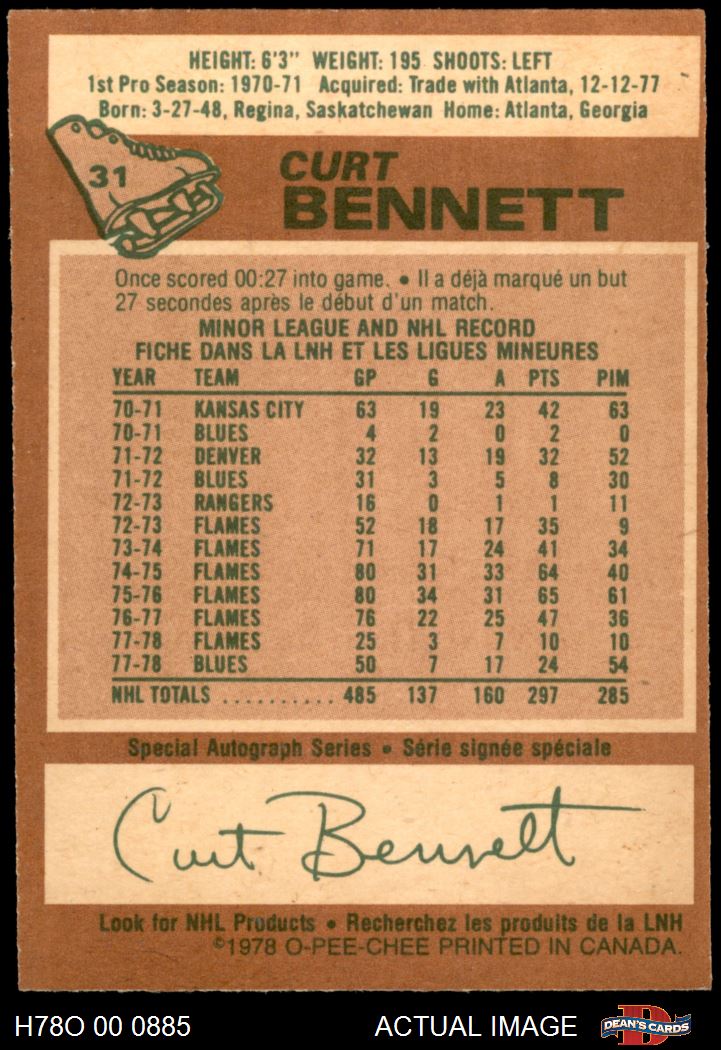 HEIGHT: 6'3" WEIGHT: 195 SHOOTS: LEFT
1st Pro Season: 1970-71 Acquired: Trade with Atlanta, 12-12-77
Born: 3-27-48, Regina, Saskatchewan Home: Atlanta, Georgia
31
CURT
BENNETT
Once scored 00:27 into game. • Il a déjà marqué un but
27 secondes après le début d'un match.
MINOR LEAGUE AND NHL RECORD
FICHE DANS LA LNH ET LES LIGUES MINEURES
YEAR TEAM GP G A PTS PIM
70-71 KANSAS CITY 63 19 23 42 63
70-71 BLUES 4 2 0 2 0
71-72 DENVER 32 13 19 32 52
71-72 BLUES 31 3 5 8 30
72-73 RANGERS 16 0 1 1 11
72-73 FLAMES 52 18 17 35 9
73-74 FLAMES 71 17 24 41 34
74-75 FLAMES 80 31 33 64 40
75-76 FLAMES 80 34 31 65 61
76-77 FLAMES 76 22 25 47 36
77-78 FLAMES 25 3 7 10 10
77-78 BLUES 50 7 17 24 54
NHL TOTALS .......... 485 137 160 297 285
Special Autograph Series • Série signée spéciale
Curt Bennett
Look for NHL Products • Recherchez les produits de la LNH
©1978 O-PEE-CHEE PRINTED IN CANADA.
H78O 00 0885 ACTUAL IMAGE D DEAN'S CARDS